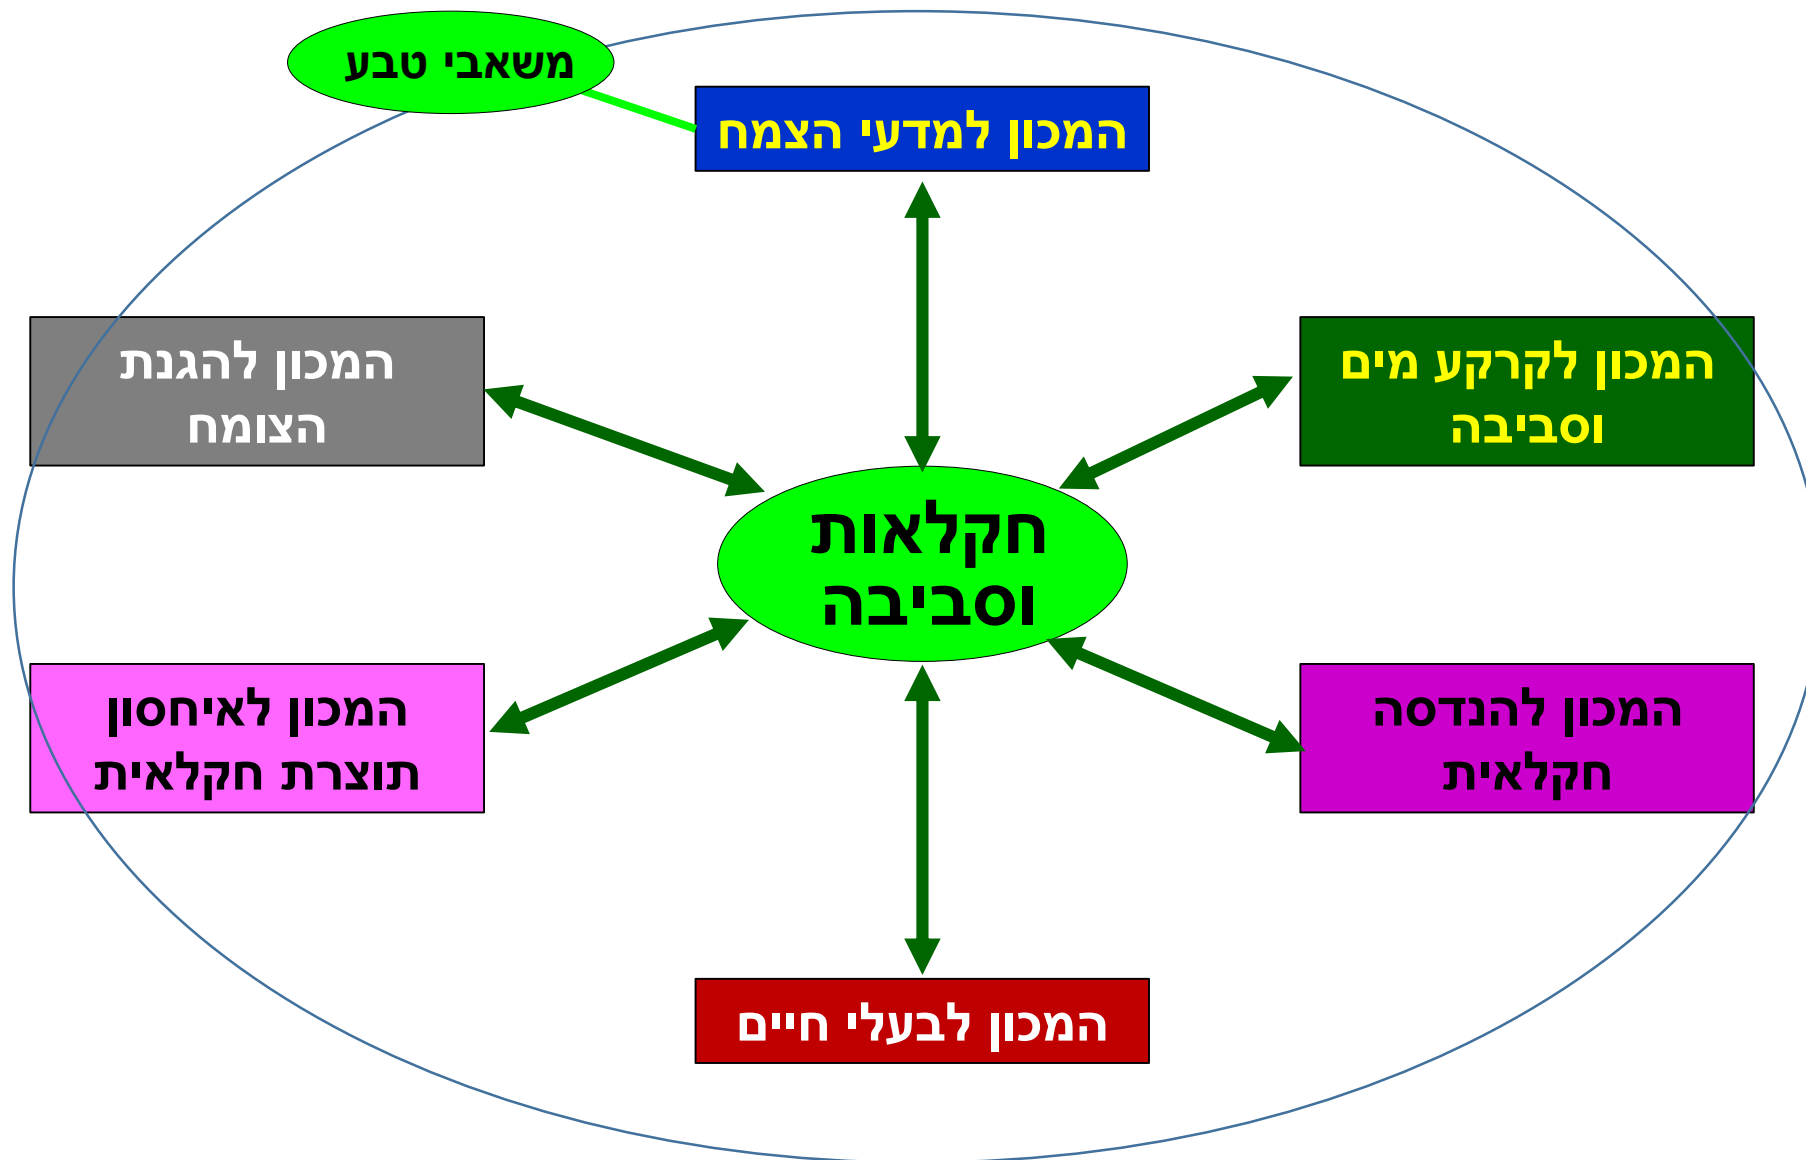 משאבי טבע
המכון למדעי הצמח
המכון לקרקע מים
וסביבה
המכון להגנת
הצומח
חקלאות
וסביבה
המכון להנדסה
חקלאית
המכון לאיחסון
תוצרת חקלאית
המכון לבעלי חיים